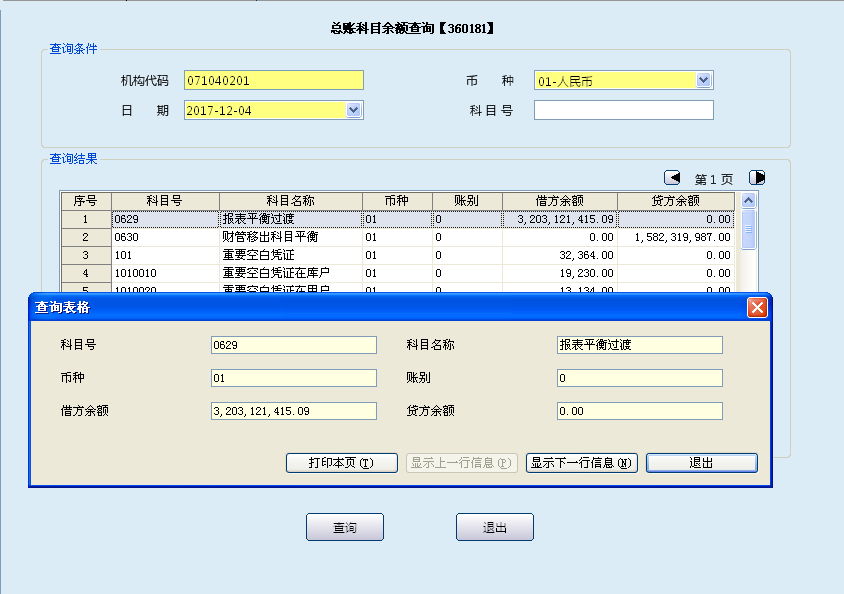 总账科目余额查询【360181】
查询条件
机构代码 071040201 币 种 01-人民币
日 期 2017-12-04 科目号
查询结果
第 1 页
序号 科目号 科目名称 币种 账别 借方余额 贷方余额
1 0629 报表平衡过渡 01 0 3,203,121,415.09 0.00
2 0630 财管移出科目平衡 01 0 0.00 1,582,319,987.00
3 101 重要空白凭证 01 0 32,364.00 0.00
4 1010010 重要空白凭证在库户 01 0 19,230.00 0.00
5 1010020 重要空白凭证在用户 01 0 13,134.00 0.00
查询表格
科目号 0629 科目名称 报表平衡过渡
币种 01 账别 0
借方余额 3,203,121,415.09 贷方余额 0.00
打印本页(T) 显示上一行信息(P) 显示下一行信息(N) 退出
查询 退出